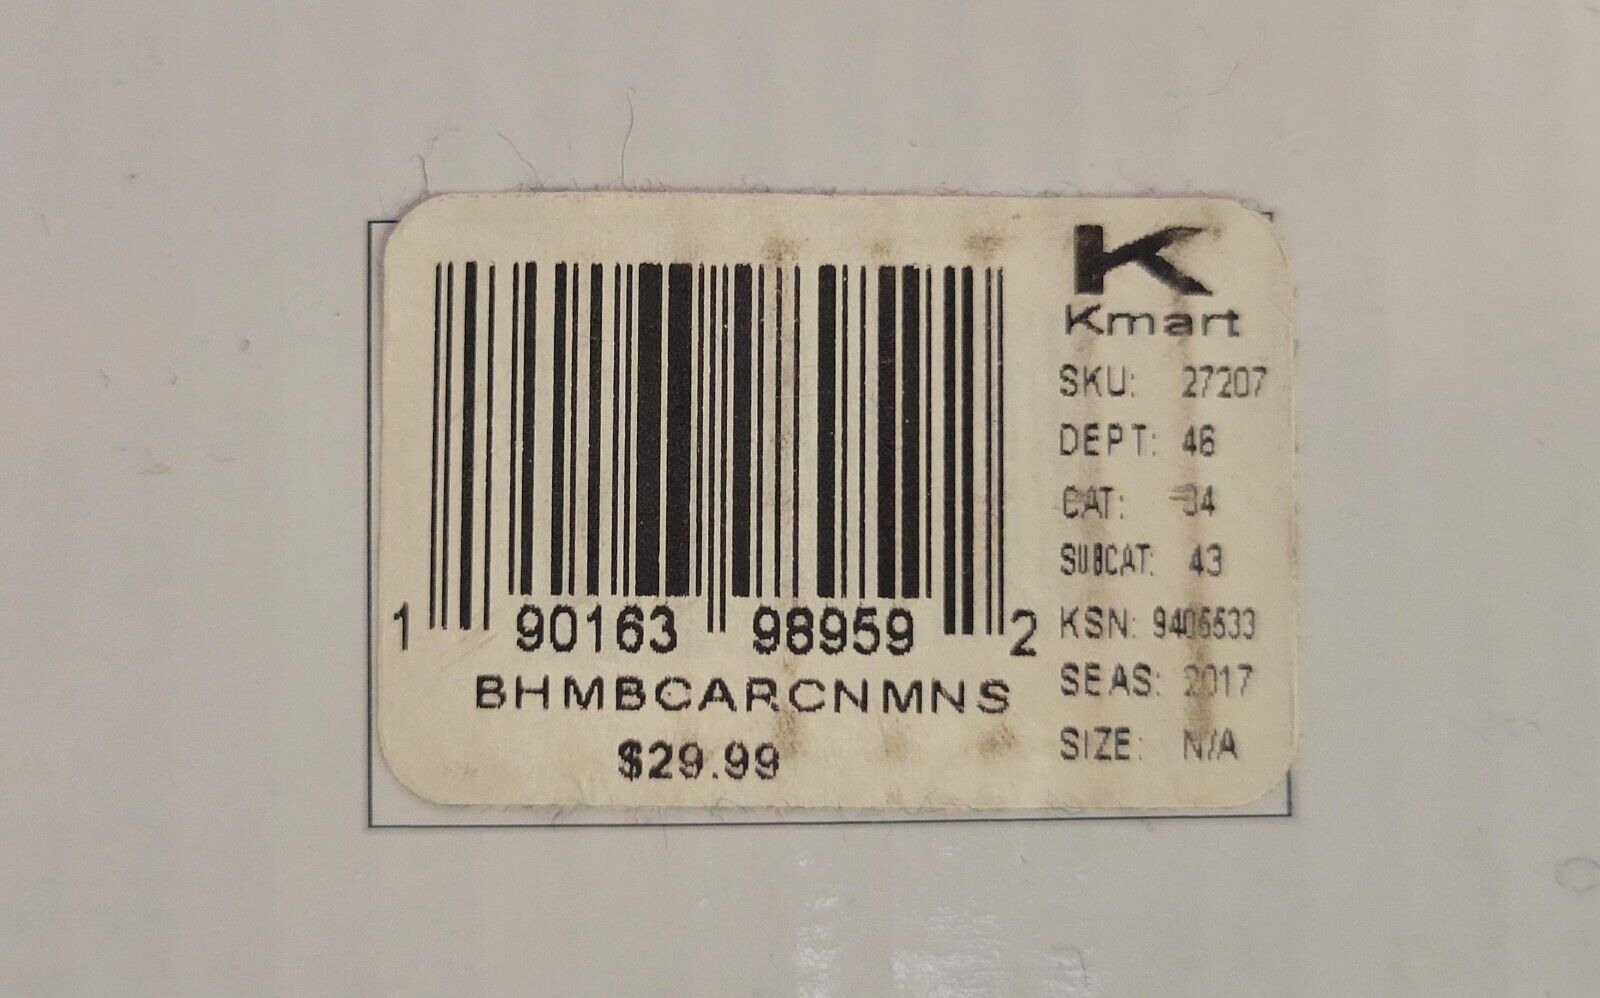 1 90163 98959 2
BHMBCARCNMNS
$29.99
K
Kmart
SKU: 27207
DEPT: 46
CAT: 34
SUBCAT: 43
KSN: 9406533
SEAS: 2017
SIZE: N/A